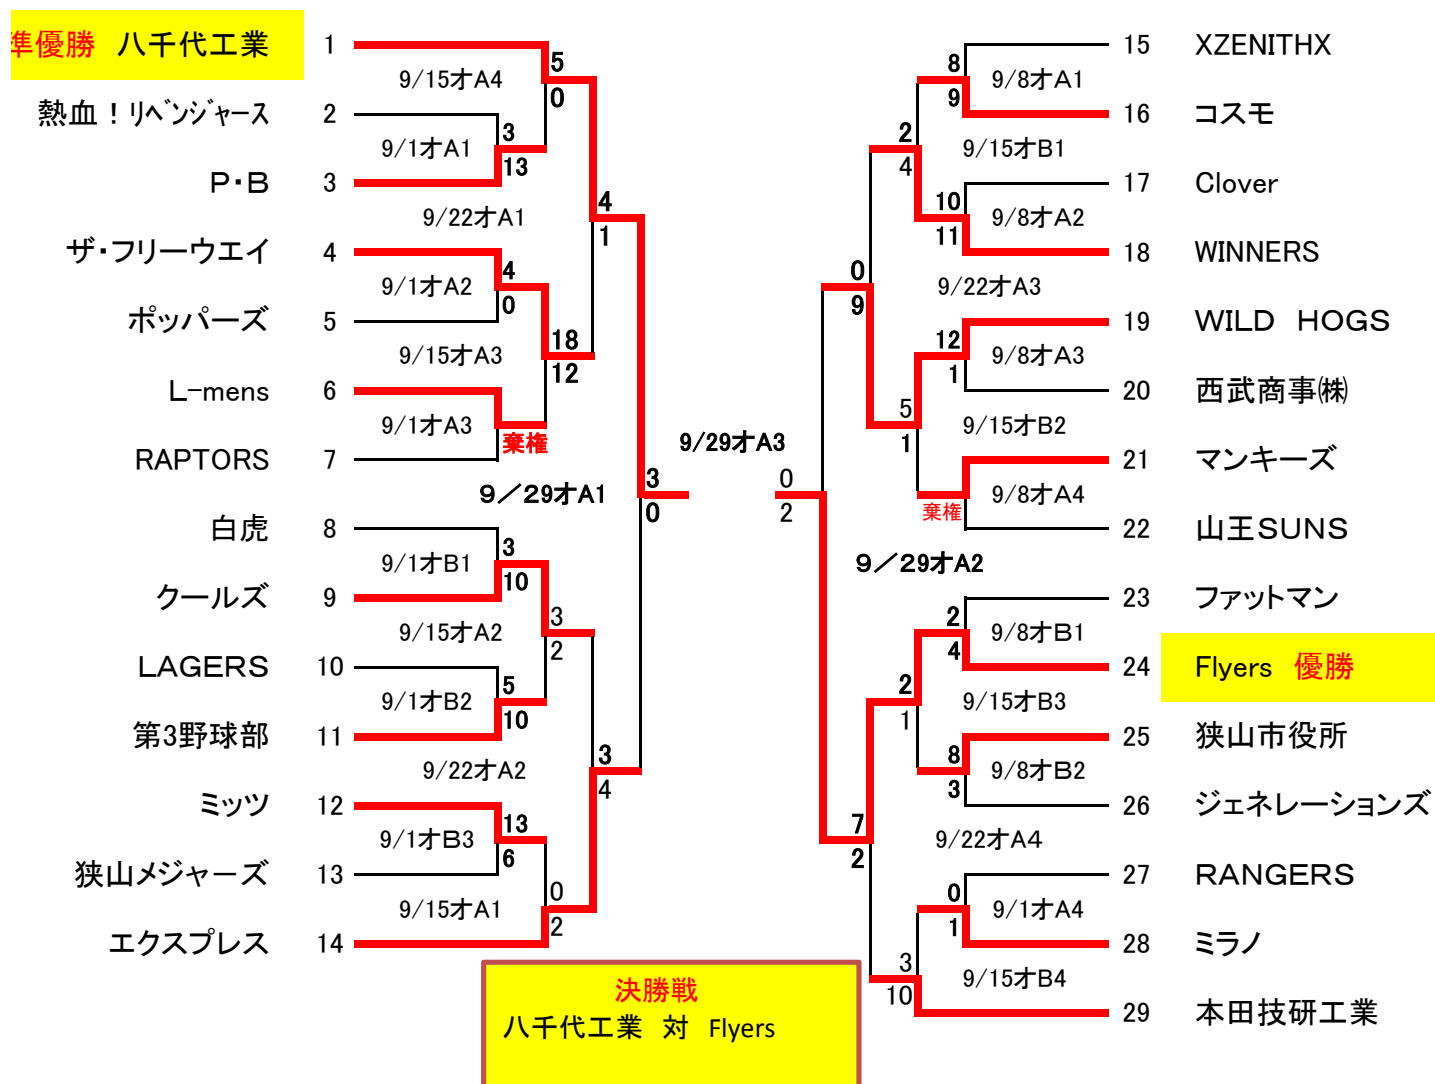 準優勝 八千代工業 1
5
9/15オA4
0
熱血！リベンジャース 2
3
9/1オA1
13
P・B 3
9/22オA1
4
1
ザ・フリーウエイ 4
4
9/1オA2
0
ポッパーズ 5
18
9/15オA3
12
L-mens 6
9/1オA3
棄権
RAPTORS 7
9／29オA1
3
0
白虎 8
3
9/1オB1
10
クールズ 9
3
9/15オA2
2
LAGERS 10
5
9/1オB2
10
第3野球部 11
9/22オA2
3
4
ミッツ 12
13
9/1オB3
6
狭山メジャーズ 13
0
9/15オA1
2
エクスプレス 14
9/29オA3
0
2
15 XZENITHX
8
9/8オA1
9
16 コスモ
2
9/15オB1
4
17 Clover
10
9/8オA2
11
18 WINNERS
0
9/22オA3
9
19 WILD HOGS
12
9/8オA3
1
20 西武商事㈱
5
9/15オB2
1
21 マンキーズ
9/8オA4
棄権
22 山王SUNS
9／29オA2
23 ファットマン
2
9/8オB1
4
24 Flyers 優勝
2
9/15オB3
1
25 狭山市役所
8
9/8オB2
3
26 ジェネレーションズ
7
9/22オA4
2
27 RANGERS
0
9/1オA4
1
28 ミラノ
3
9/15オB4
10
29 本田技研工業
決勝戦
八千代工業 対 Flyers